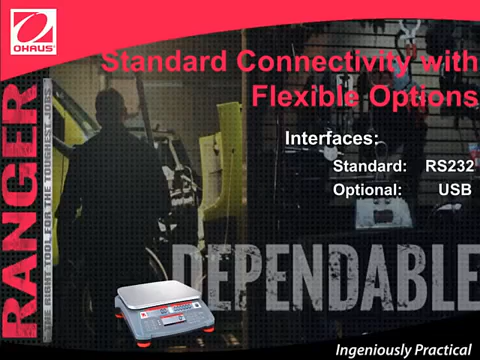 OHAUS
Standard Connectivity with
Flexible Options
RANGER
THE RIGHT TOOL FOR THE TOUGHEST JOBS
Interfaces:
Standard: RS232
Optional: USB
DEPENDABLE
Ingeniously Practical